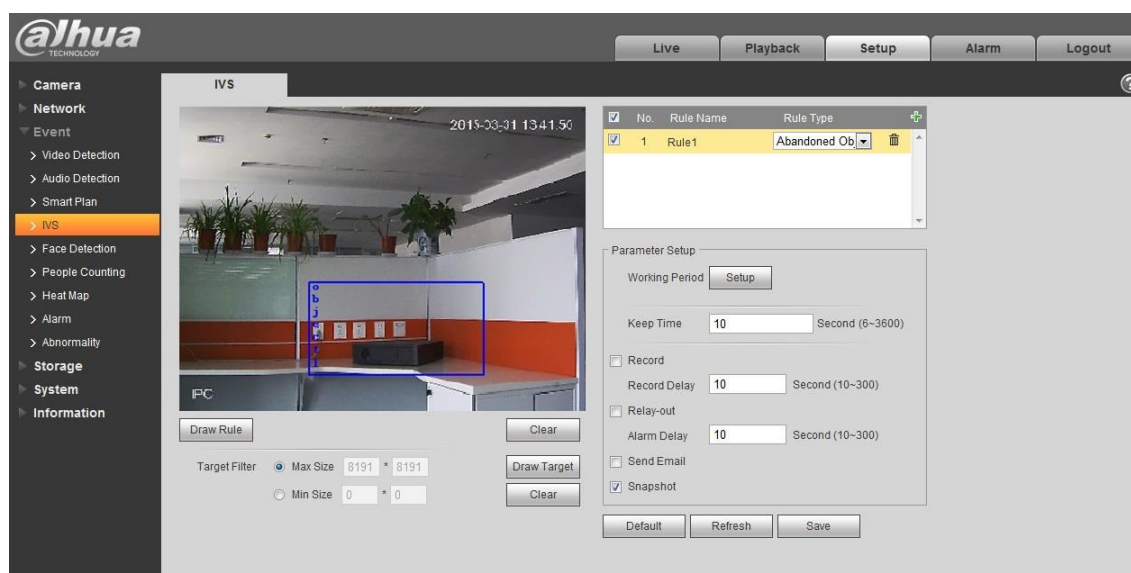 alhua
TECHNOLOGY
Live
Playback
Setup
Alarm
Logout
Camera
Network
Event
Video Detection
Audio Detection
Smart Plan
IVS
Face Detection
People Counting
Heat Map
Alarm
Abnormality
Storage
System
Information
IVS
2015-03-31 13:41:50
object1
IPC
Draw Rule
Clear
Target Filter Max Size 8191 * 8191 Draw Target
Min Size 0 * 0 Clear
No. Rule Name Rule Type
1 Rule1 Abandoned Ob
Parameter Setup
Working Period Setup
Keep Time 10 Second (6~3600)
Record
Record Delay 10 Second (10~300)
Relay-out
Alarm Delay 10 Second (10~300)
Send Email
Snapshot
Default Refresh Save
?